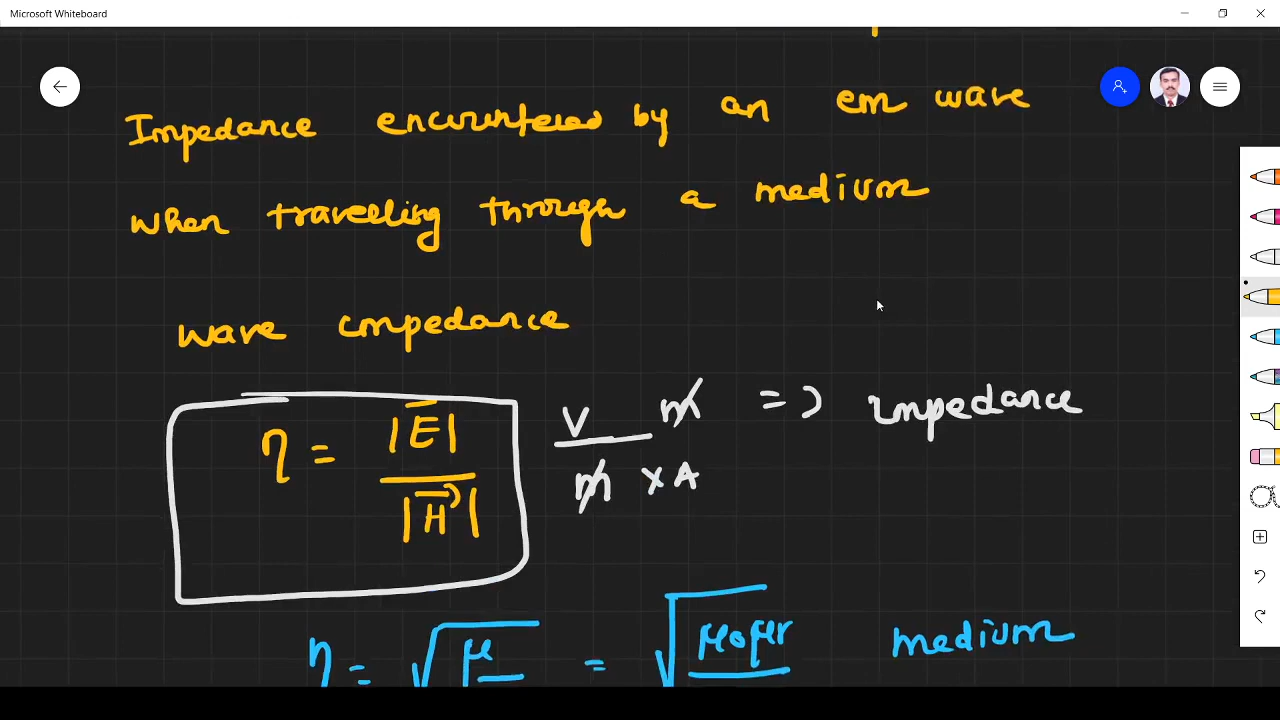 Microsoft Whiteboard
Impedance encountered by an em wave
when travelling through a medium
wave impedance
η = |E| / |H|   V m / m x A => impedance
η = √μ = √μ0μr   medium